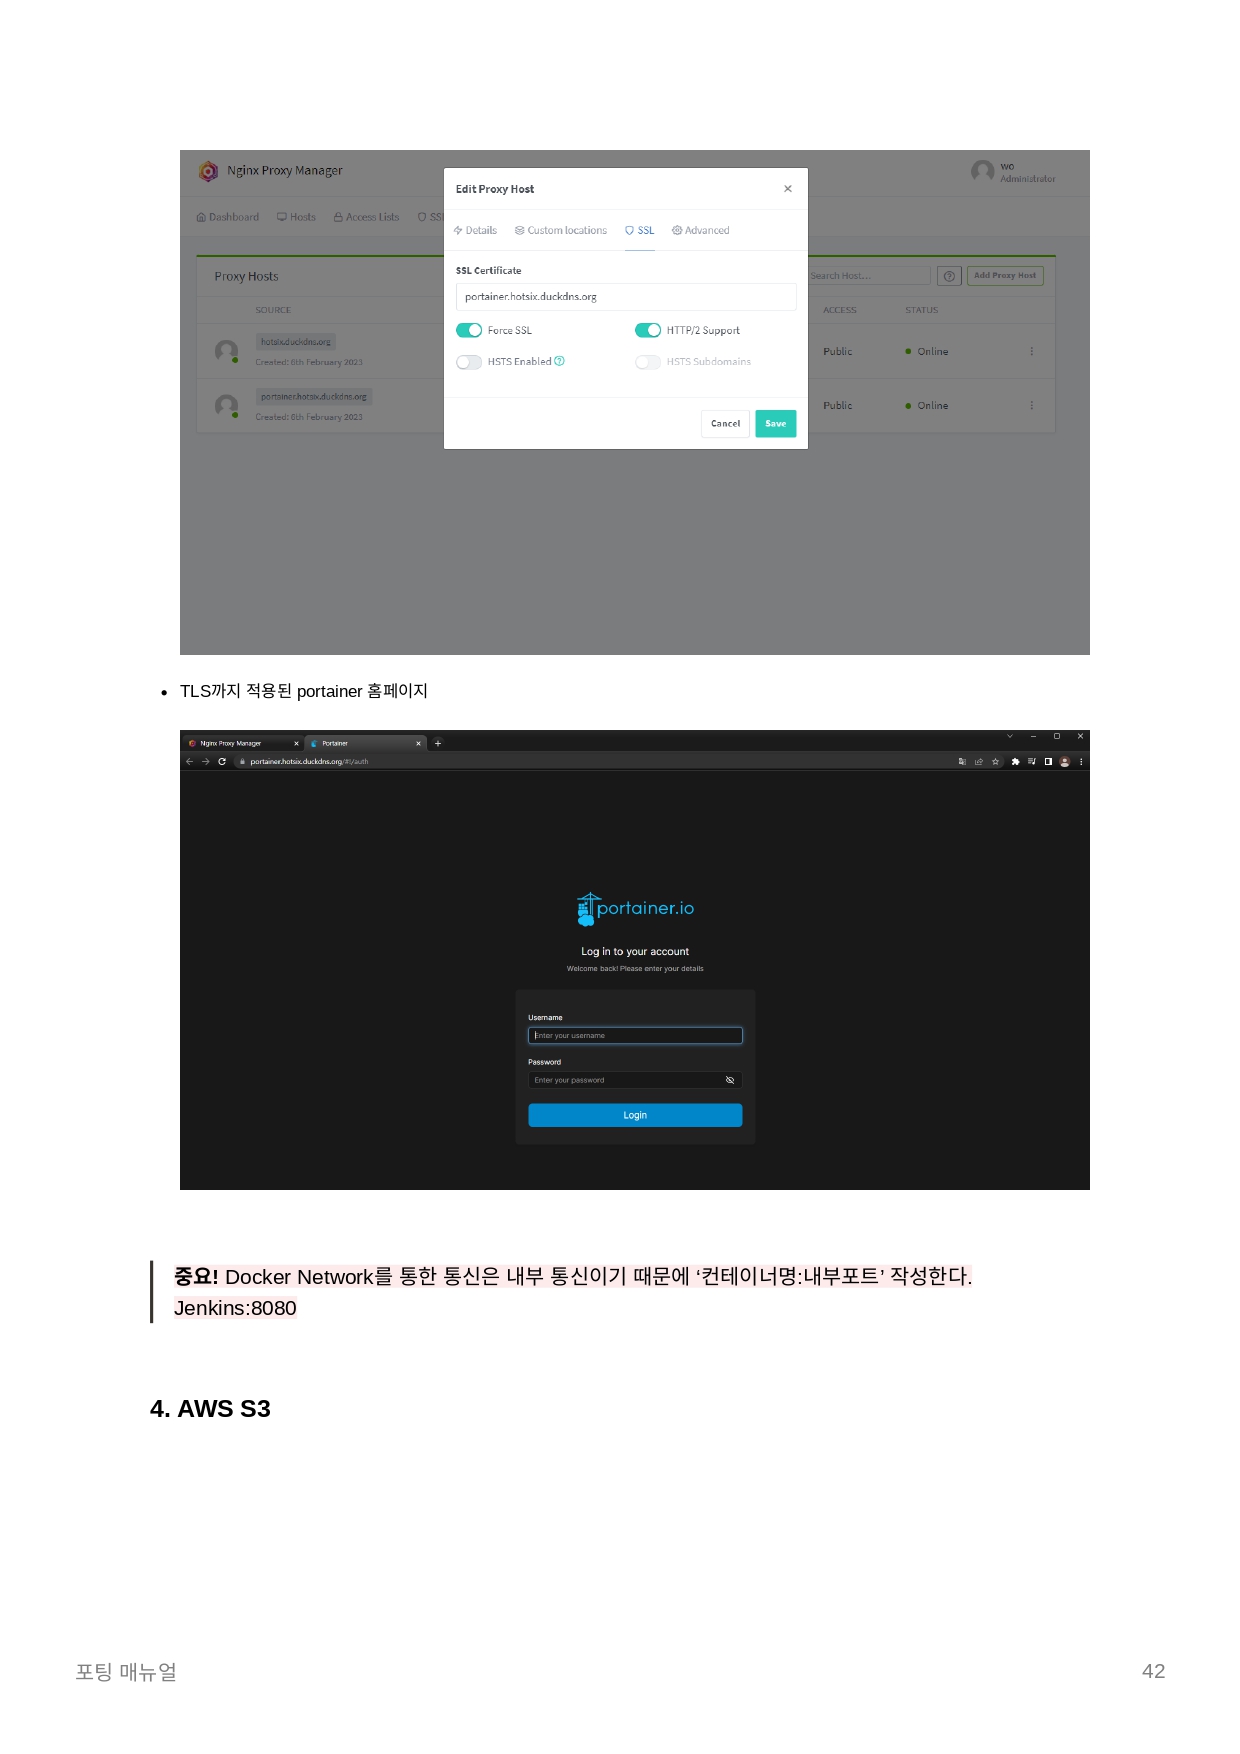 Nginx Proxy Manager
wo
Administrator
Edit Proxy Host
Dashboard Hosts Access Lists SSL
Details Custom locations SSL Advanced
Proxy Hosts
Search Host...
Add Proxy Host
SSL Certificate
portainer.hotsix.duckdns.org
SOURCE ACCESS STATUS
Force SSL HTTP/2 Support
hotsix.duckdns.org
Created: 6th February 2023
Public Online
HSTS Enabled HSTS Subdomains
portainer.hotsix.duckdns.org
Created: 6th February 2023
Public Online
Cancel Save
• TLS까지 적용된 portainer 홈페이지
Nginx Proxy Manager Portainer
portainer.hotsix.duckdns.org/#!/auth
portainer.io
Log in to your account
Welcome back! Please enter your details
Username
Enter your username
Password
Enter your password
Login
중요! Docker Network를 통한 통신은 내부 통신이기 때문에 ‘컨테이너명:내부포트’ 작성한다.
Jenkins:8080
4. AWS S3
포팅 매뉴얼 42